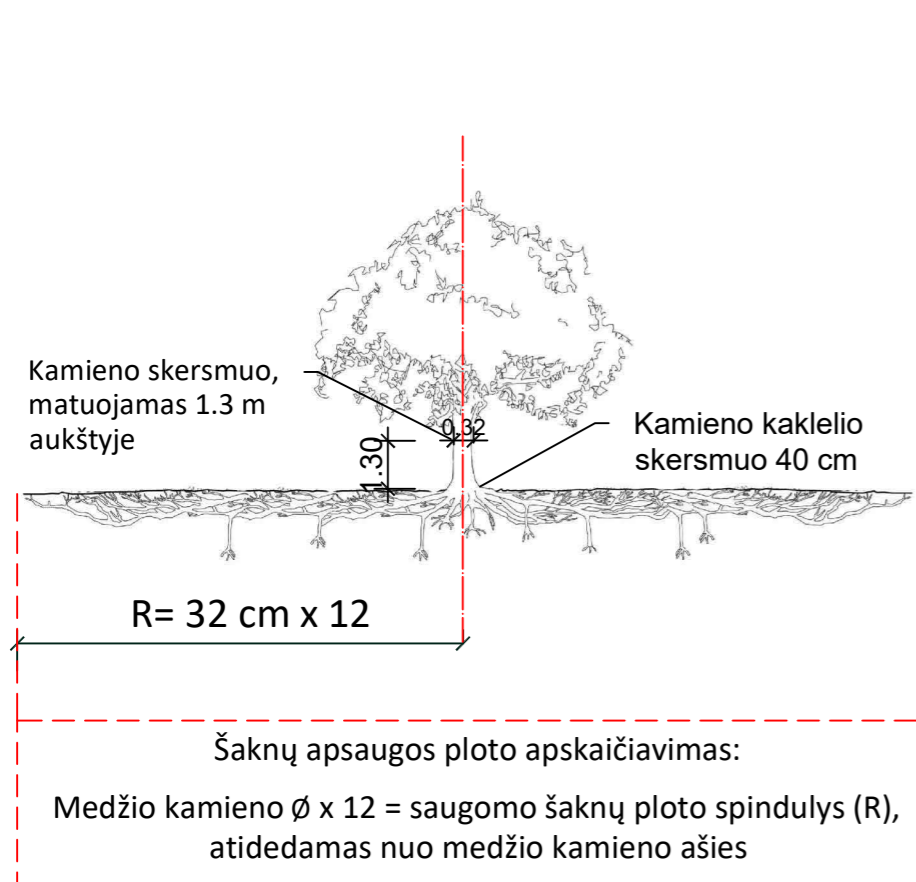 Kamieno skersmuo,
matuojamas 1.3 m
aukštyje
0,32
1.30
Kamieno kaklelio
skersmuo 40 cm
R= 32 cm x 12
Šaknų apsaugos ploto apskaičiavimas:
Medžio kamieno Ø x 12 = saugomo šaknų ploto spindulys (R),
atidedamas nuo medžio kamieno ašies